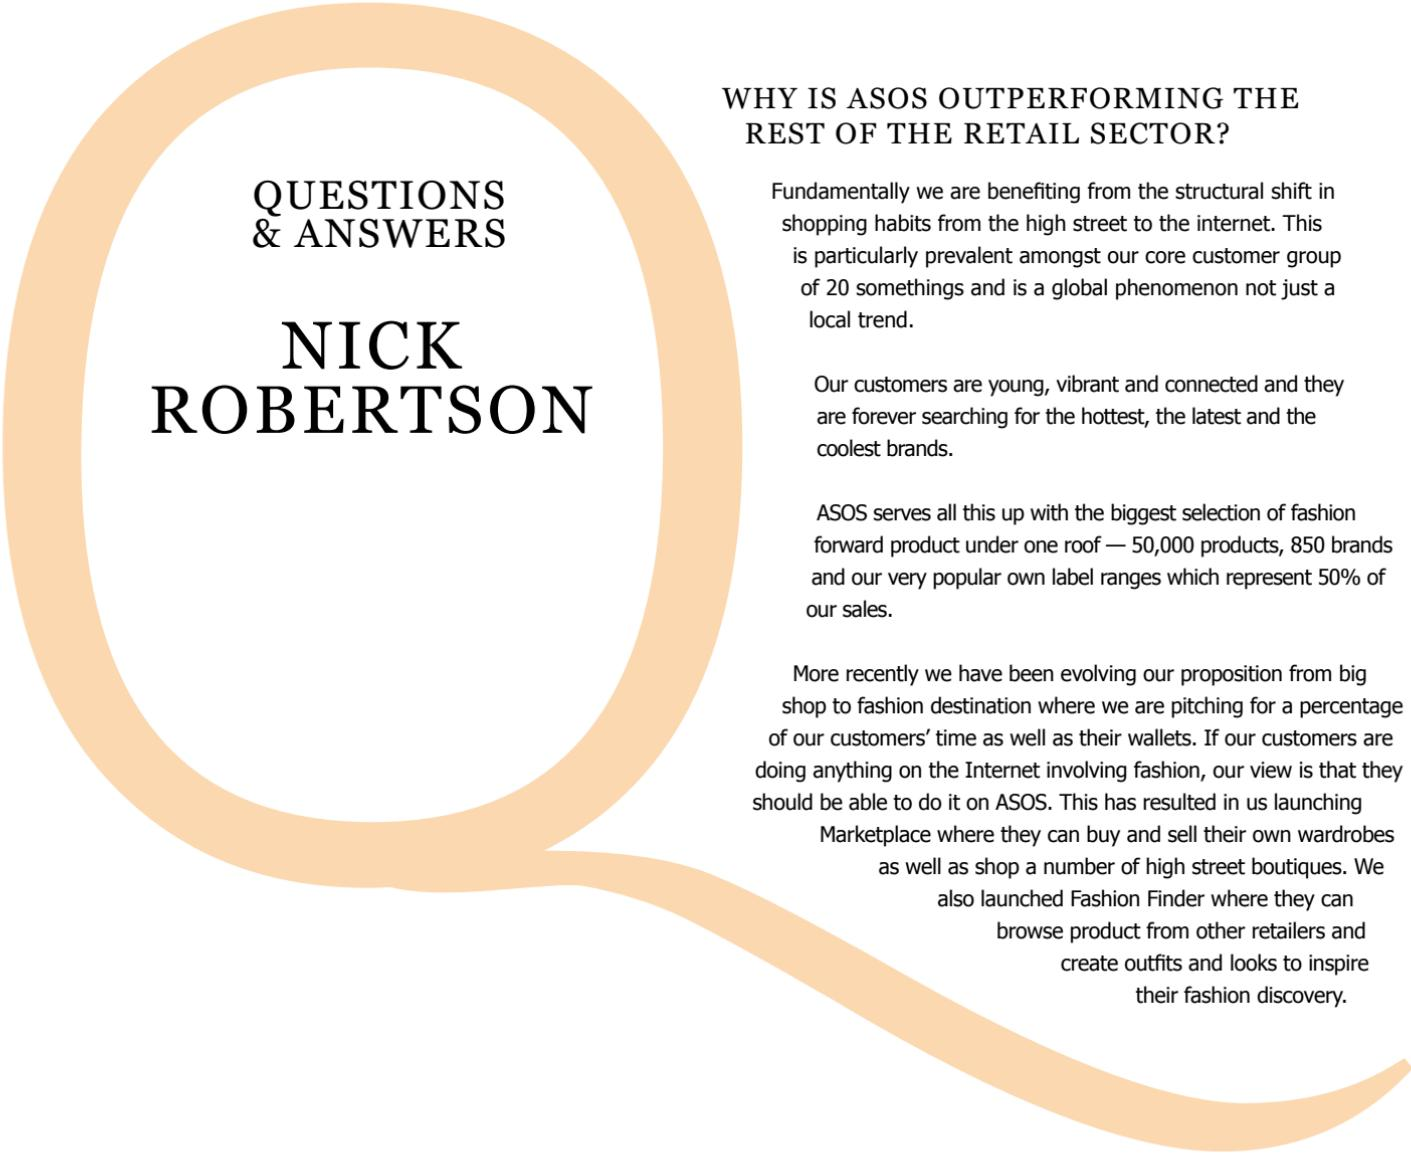 QUESTIONS
& ANSWERS
NICK
ROBERTSON
WHY IS ASOS OUTPERFORMING THE
REST OF THE RETAIL SECTOR?
Fundamentally we are benefiting from the structural shift in
shopping habits from the high street to the internet. This
is particularly prevalent amongst our core customer group
of 20 somethings and is a global phenomenon not just a
local trend.
Our customers are young, vibrant and connected and they
are forever searching for the hottest, the latest and the
coolest brands.
ASOS serves all this up with the biggest selection of fashion
forward product under one roof — 50,000 products, 850 brands
and our very popular own label ranges which represent 50% of
our sales.
More recently we have been evolving our proposition from big
shop to fashion destination where we are pitching for a percentage
of our customers’ time as well as their wallets. If our customers are
doing anything on the Internet involving fashion, our view is that they
should be able to do it on ASOS. This has resulted in us launching
Marketplace where they can buy and sell their own wardrobes
as well as shop a number of high street boutiques. We
also launched Fashion Finder where they can
browse product from other retailers and
create outfits and looks to inspire
their fashion discovery.